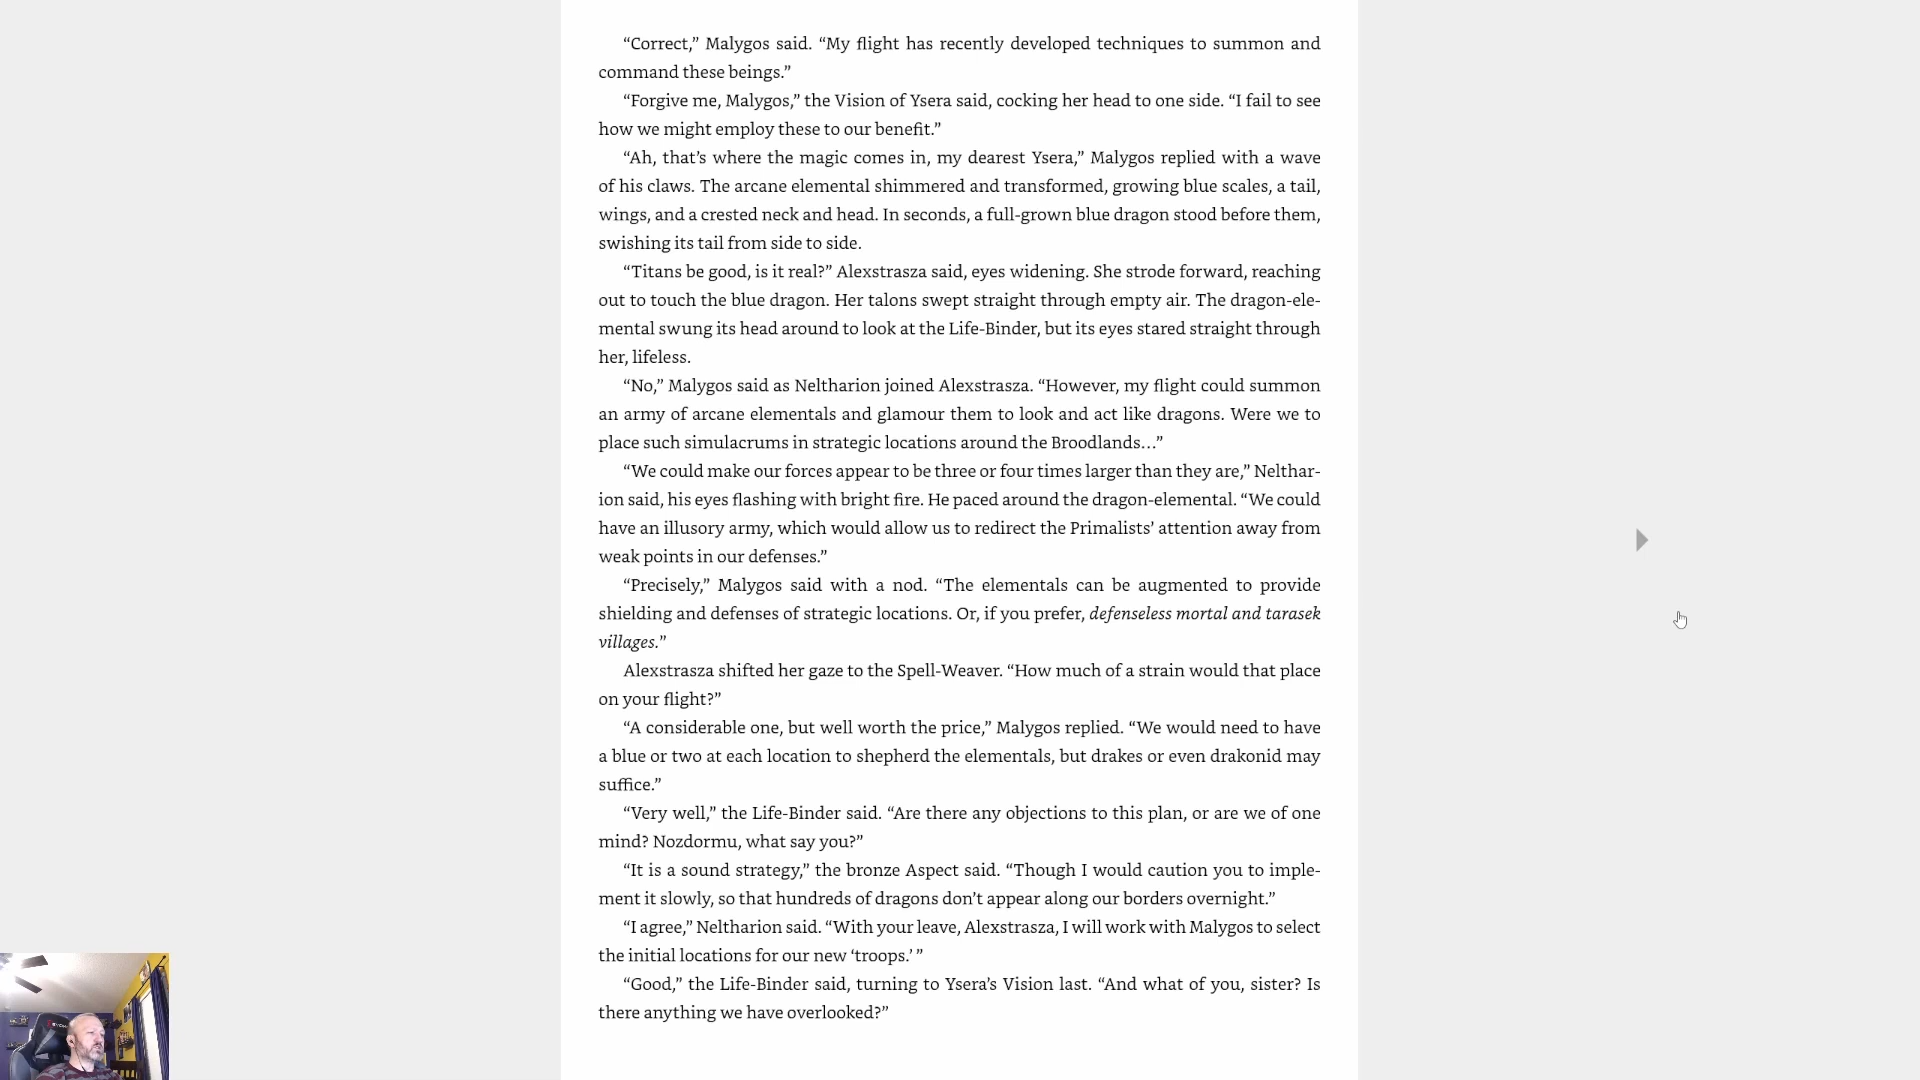 “Correct,” Malygos said. “My flight has recently developed techniques to summon and
command these beings.”
“Forgive me, Malygos,” the Vision of Ysera said, cocking her head to one side. “I fail to see
how we might employ these to our benefit.”
“Ah, that’s where the magic comes in, my dearest Ysera,” Malygos replied with a wave
of his claws. The arcane elemental shimmered and transformed, growing blue scales, a tail,
wings, and a crested neck and head. In seconds, a full-grown blue dragon stood before them,
swishing its tail from side to side.
“Titans be good, is it real?” Alexstrasza said, eyes widening. She strode forward, reaching
out to touch the blue dragon. Her talons swept straight through empty air. The dragon-ele-
mental swung its head around to look at the Life-Binder, but its eyes stared straight through
her, lifeless.
“No,” Malygos said as Neltharion joined Alexstrasza. “However, my flight could summon
an army of arcane elementals and glamour them to look and act like dragons. Were we to
place such simulacrums in strategic locations around the Broodlands…”
“We could make our forces appear to be three or four times larger than they are,” Nelthar-
ion said, his eyes flashing with bright fire. He paced around the dragon-elemental. “We could
have an illusory army, which would allow us to redirect the Primalists’ attention away from
weak points in our defenses.”
“Precisely,” Malygos said with a nod. “The elementals can be augmented to provide
shielding and defenses of strategic locations. Or, if you prefer, defenseless mortal and tarasek
villages.”
Alexstrasza shifted her gaze to the Spell-Weaver. “How much of a strain would that place
on your flight?”
“A considerable one, but well worth the price,” Malygos replied. “We would need to have
a blue or two at each location to shepherd the elementals, but drakes or even drakonid may
suffice.”
“Very well,” the Life-Binder said. “Are there any objections to this plan, or are we of one
mind? Nozdormu, what say you?”
“It is a sound strategy,” the bronze Aspect said. “Though I would caution you to imple-
ment it slowly, so that hundreds of dragons don’t appear along our borders overnight.”
“I agree,” Neltharion said. “With your leave, Alexstrasza, I will work with Malygos to select
the initial locations for our new ‘troops.’ ”
“Good,” the Life-Binder said, turning to Ysera’s Vision last. “And what of you, sister? Is
there anything we have overlooked?”